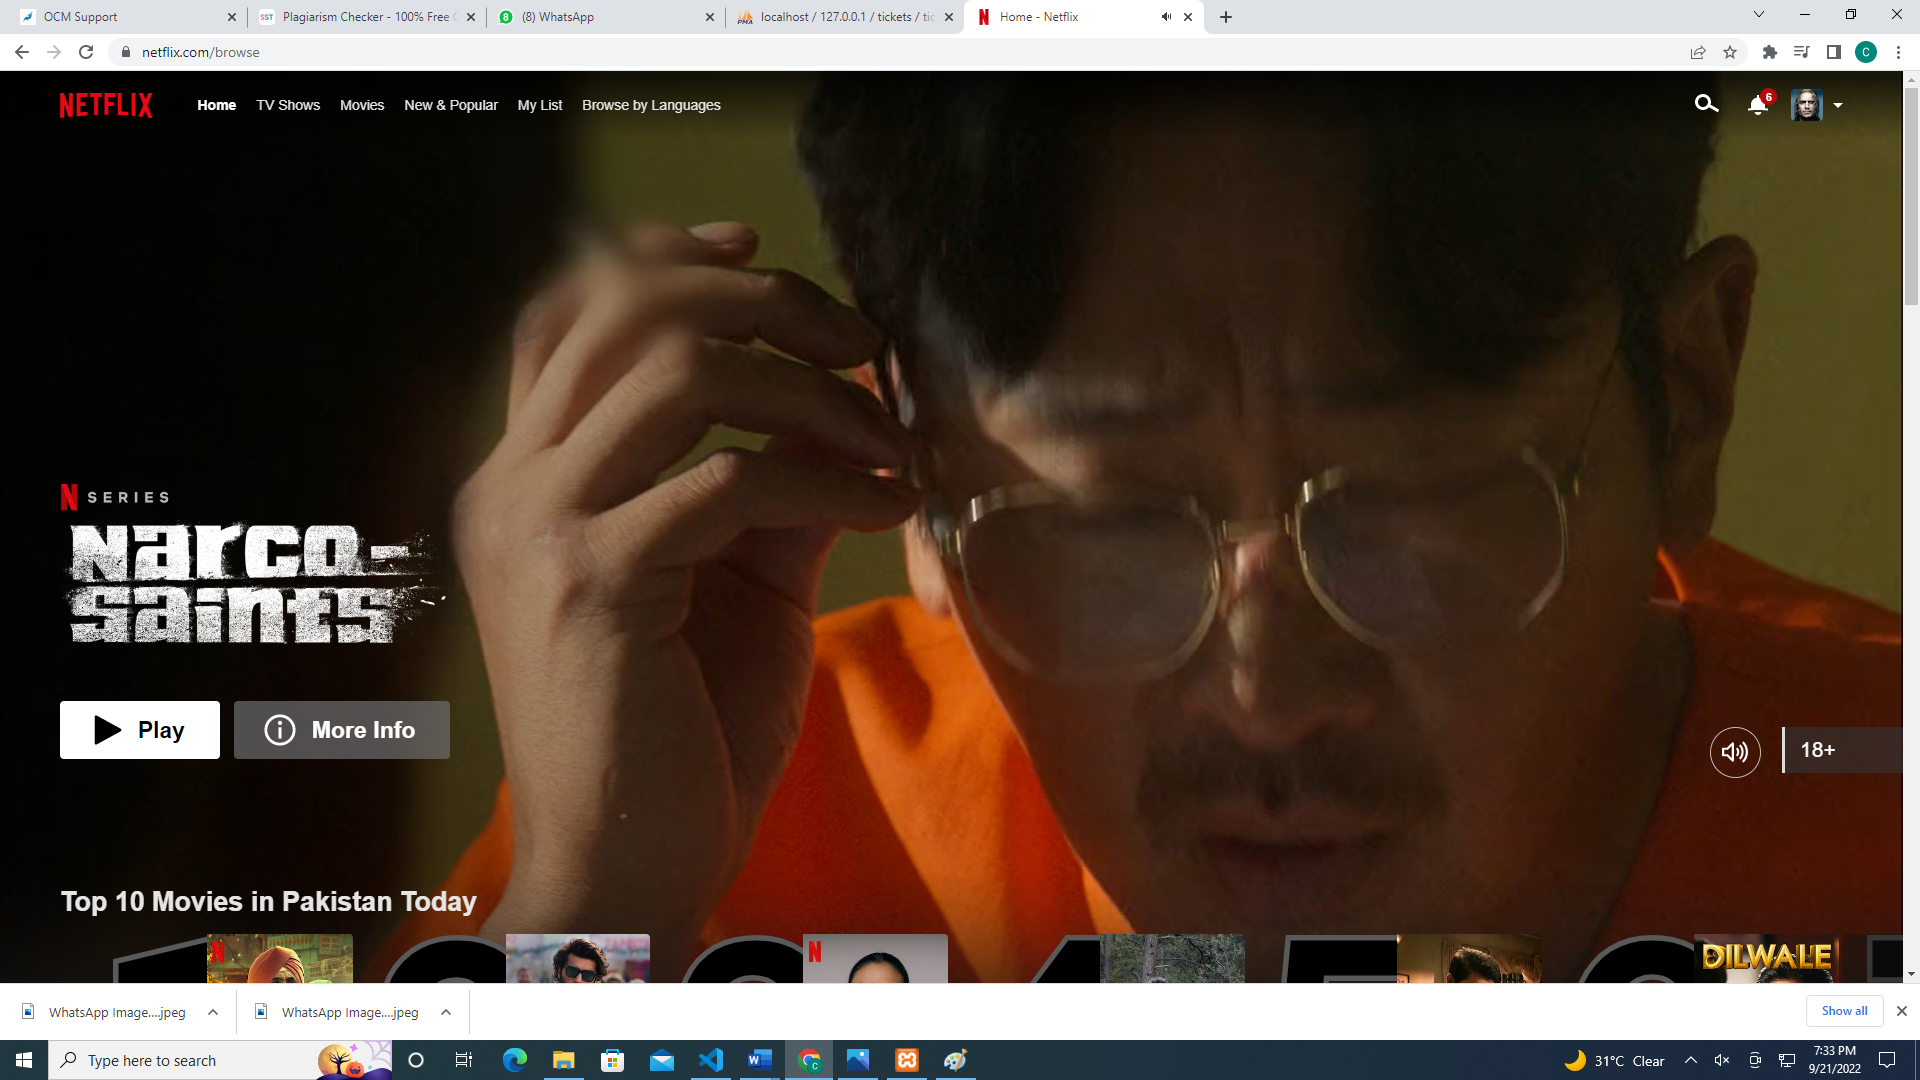 OCM Support
SST Plagiarism Checker - 100% Free
8 (8) WhatsApp
PMA localhost / 127.0.0.1 / tickets / tic
Home - Netflix
netflix.com/browse
C
NETFLIX
Home
TV Shows
Movies
New & Popular
My List
Browse by Languages
6
N SERIES
Narco-
Saints
Play
More Info
18+
Top 10 Movies in Pakistan Today
DILWALE
WhatsApp Image....jpeg
WhatsApp Image....jpeg
Show all
Type here to search
31°C Clear
7:33 PM
9/21/2022